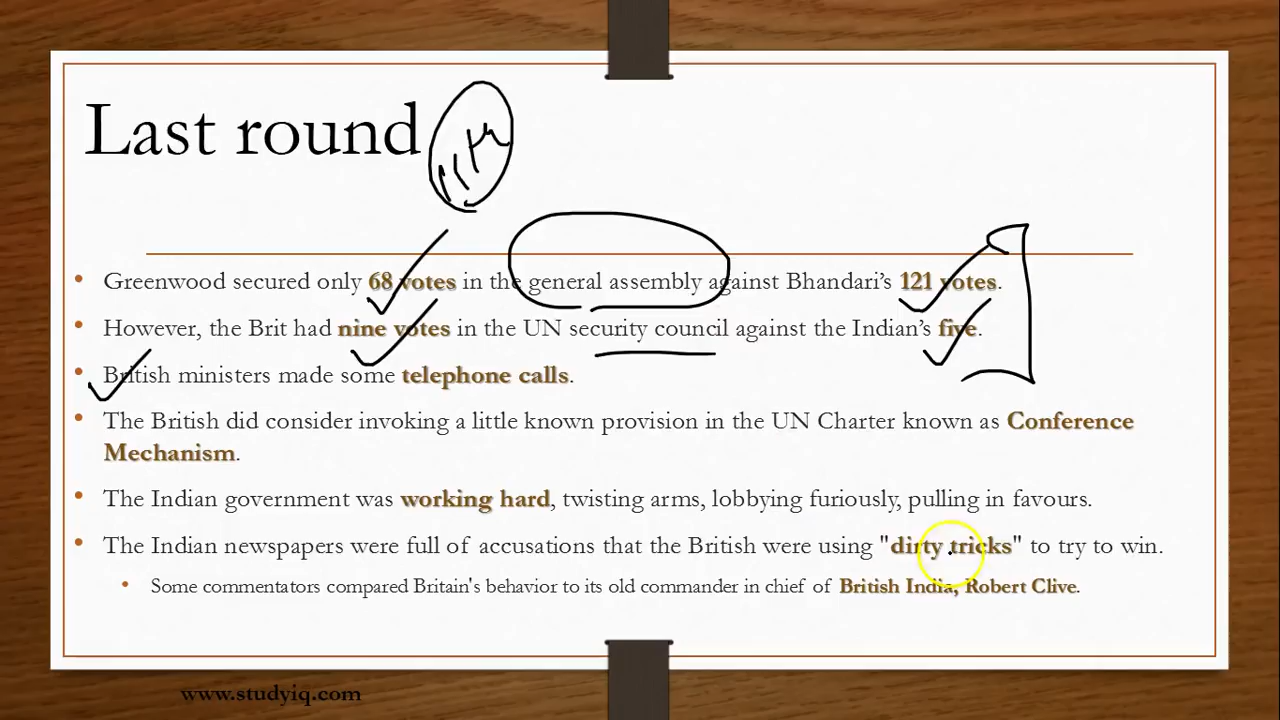 Last round
• Greenwood secured only 68 votes in the general assembly against Bhandari's 121 votes.
• However, the Brit had nine votes in the UN security council against the Indian's five.
• British ministers made some telephone calls.
• The British did consider invoking a little known provision in the UN Charter known as Conference
Mechanism.
• The Indian government was working hard, twisting arms, lobbying furiously, pulling in favours.
• The Indian newspapers were full of accusations that the British were using "dirty tricks" to try to win.
• Some commentators compared Britain's behavior to its old commander in chief of British India, Robert Clive.
www.studyiq.com